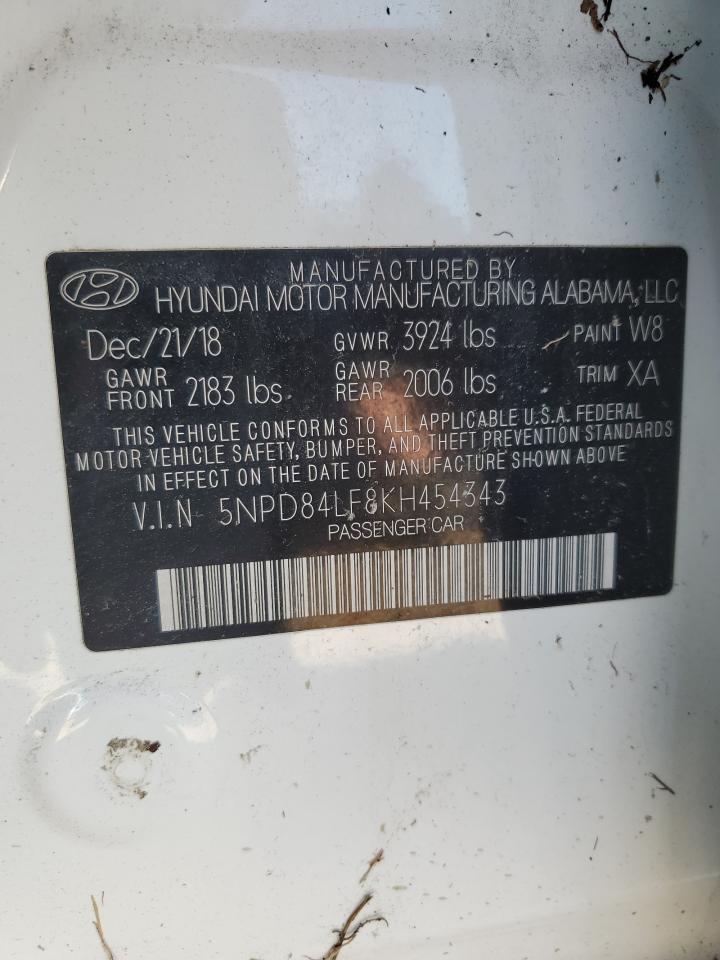 MANUFACTURED BY
HYUNDAI MOTOR MANUFACTURING ALABAMA, LLC
Dec/21/18 GVWR 3924 lbs PAINT W8
GAWR FRONT 2183 lbs GAWR REAR 2006 lbs TRIM XA
THIS VEHICLE CONFORMS TO ALL APPLICABLE U.S.A. FEDERAL
MOTOR VEHICLE SAFETY, BUMPER, AND THEFT PREVENTION STANDARDS
IN EFFECT ON THE DATE OF MANUFACTURE SHOWN ABOVE
V.I.N 5NPD84LF8KH454343
PASSENGER CAR